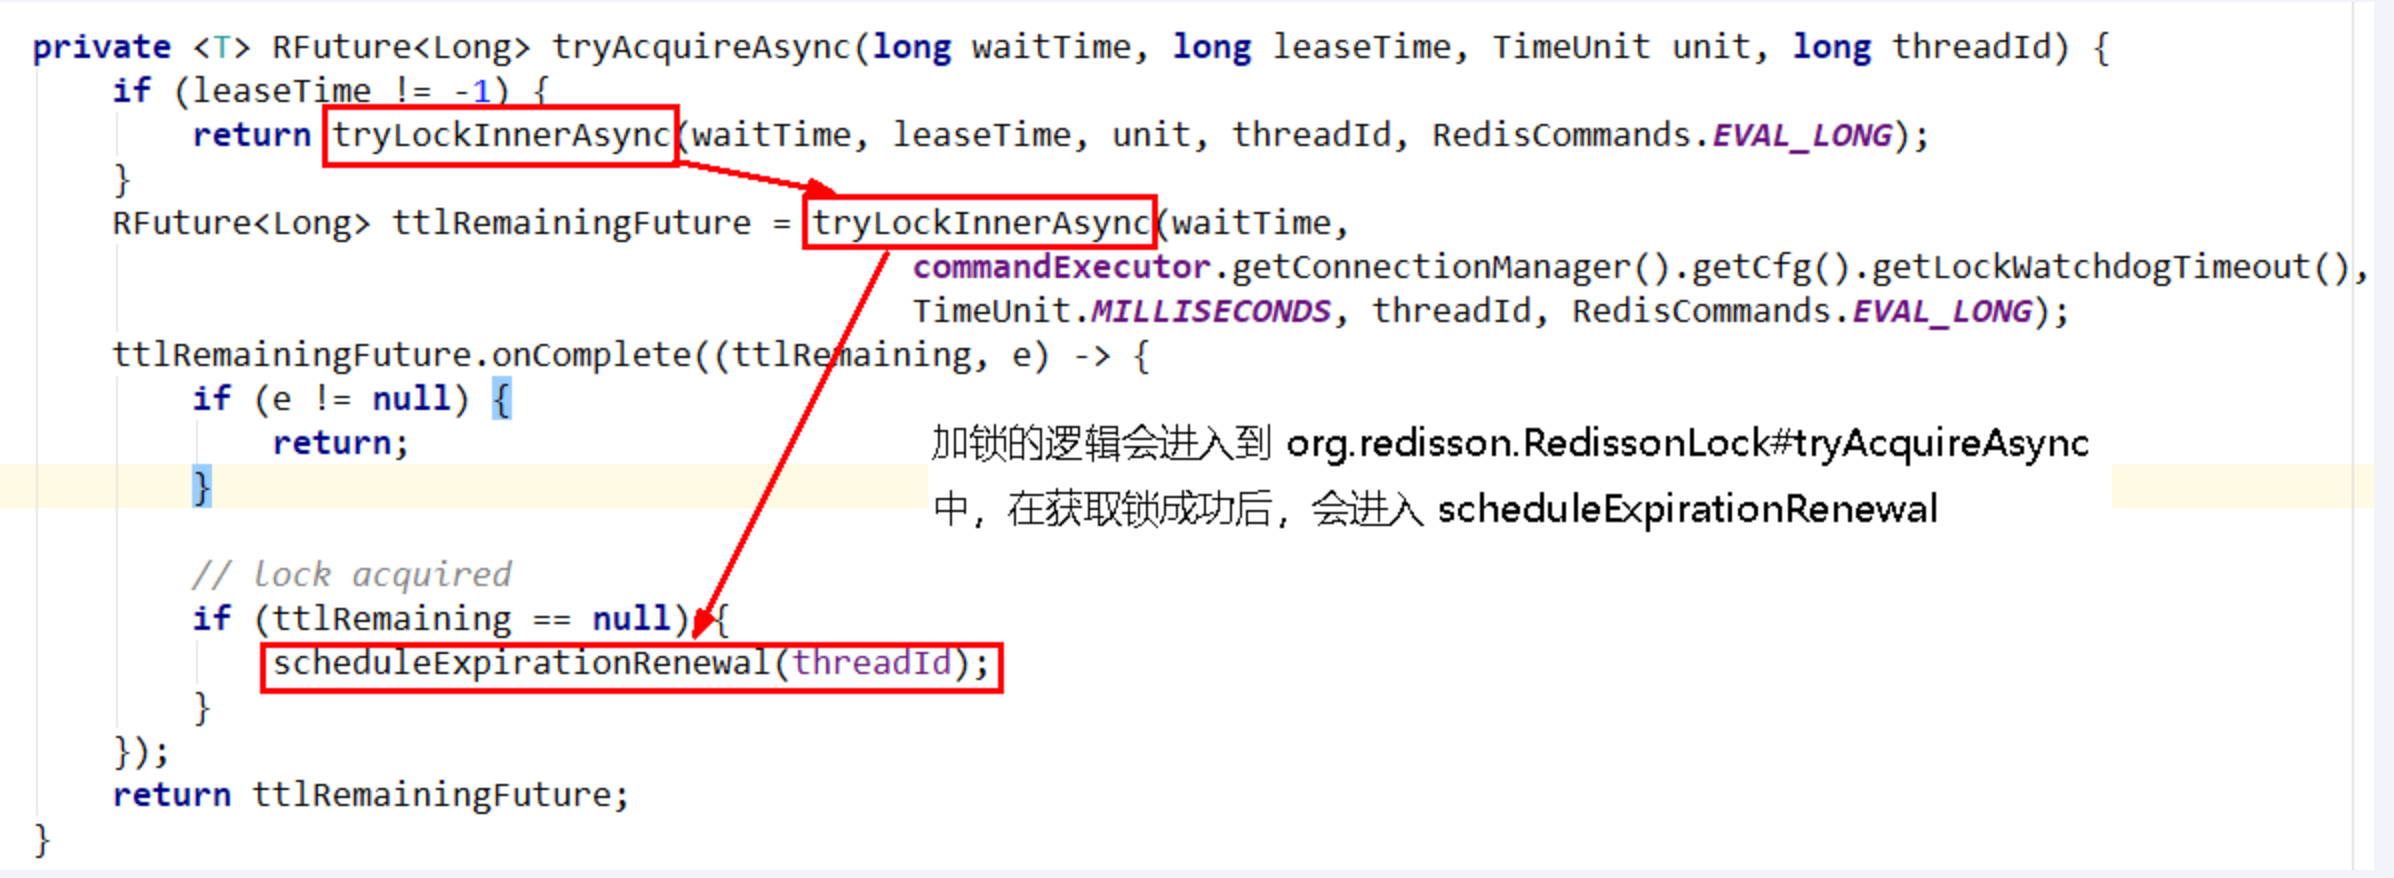 private <T> RFuture<Long> tryAcquireAsync(long waitTime, long leaseTime, TimeUnit unit, long threadId) {
if (leaseTime != -1) {
return tryLockInnerAsync(waitTime, leaseTime, unit, threadId, RedisCommands.EVAL_LONG);
}
RFuture<Long> ttlRemainingFuture = tryLockInnerAsync(waitTime,
commandExecutor.getConnectionManager().getCfg().getLockWatchdogTimeout(),
TimeUnit.MILLISECONDS, threadId, RedisCommands.EVAL_LONG);
ttlRemainingFuture.onComplete((ttlRemaining, e) -> {
if (e != null) {
return;
}
加锁的逻辑会进入到 org.redisson.RedissonLock#tryAcquireAsync
中，在获取锁成功后，会进入 scheduleExpirationRenewal
// lock acquired
if (ttlRemaining == null) {
scheduleExpirationRenewal(threadId);
}
});
return ttlRemainingFuture;
}